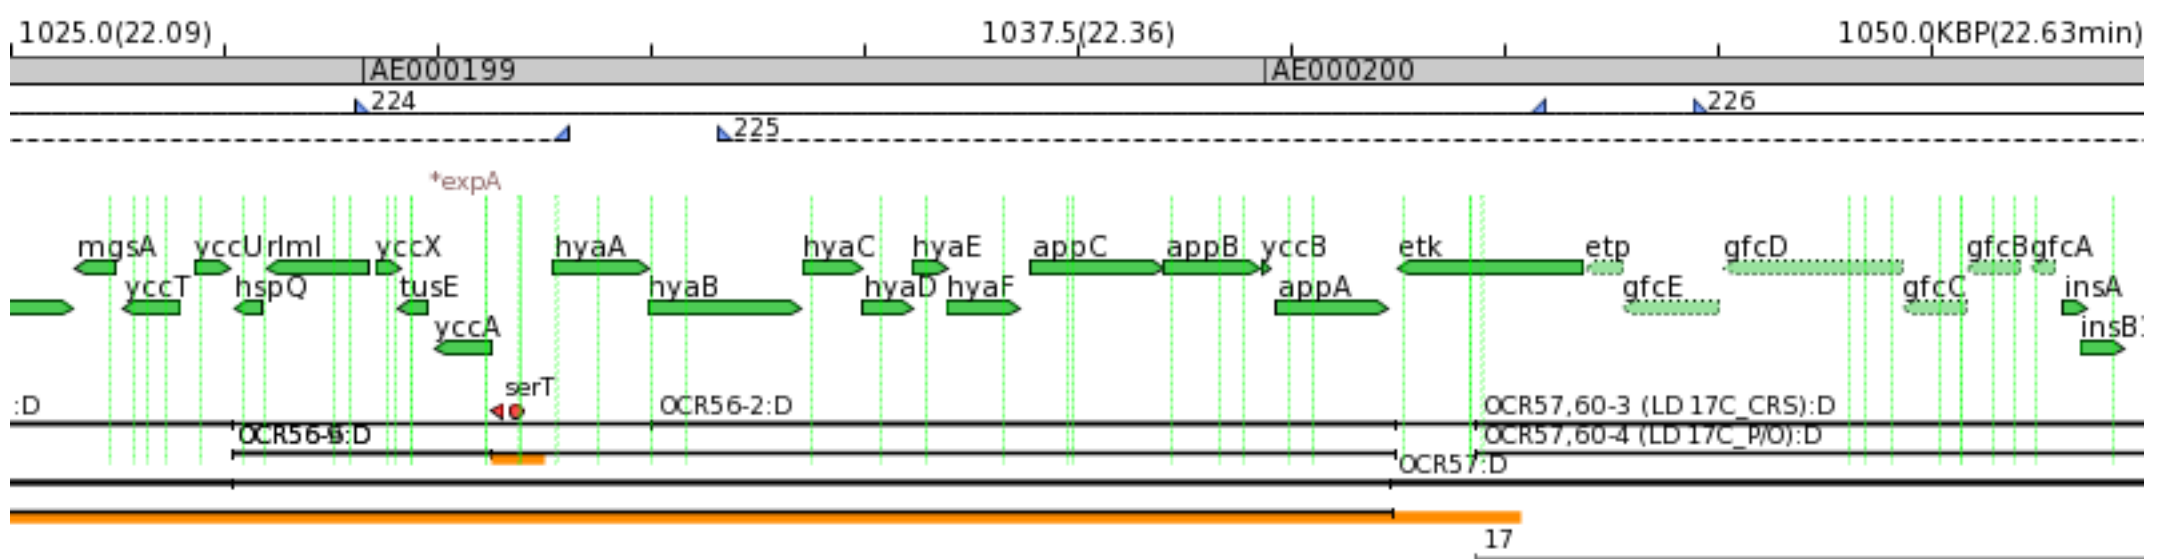 1025.0(22.09) 1037.5(22.36) 1050.0KBP(22.63min)
AE000199 AE000200
224 226
225
*expA
mgsA yccU rlmI yccX hyaA hyaC hyaE appC appB yccB etk etp gfcD gfcB gfcA
yccT hspQ tusE hyaB hyaD hyaF appA gfcE gfcC insA
yccA insB1
serT
:D OCR56-2:D OCR57,60-3 (LD 17C_CRS):D
OCR57,60-4 (LD 17C_P/O):D
OCR57:D
17